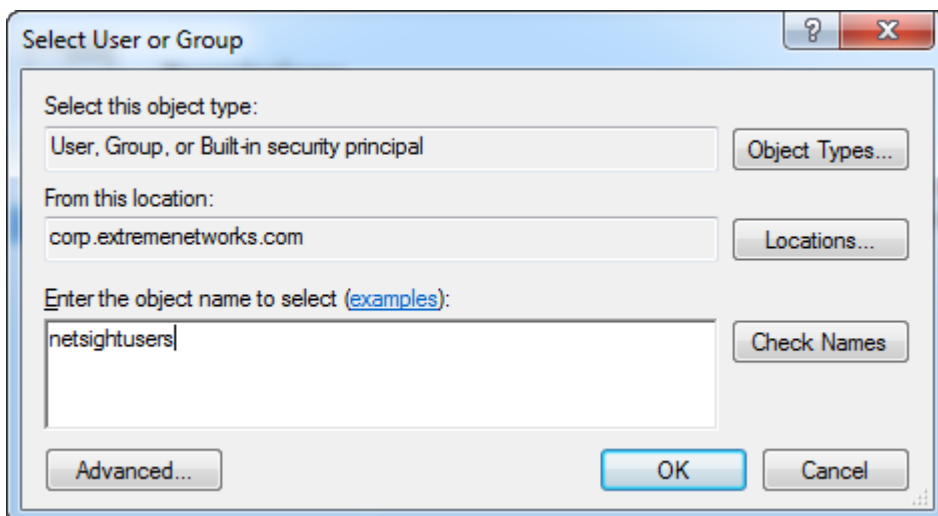 Select User or Group
Select this object type:
User, Group, or Built-in security principal
Object Types...
From this location:
corp.extremenetworks.com
Locations...
Enter the object name to select (examples):
netsightusers
Check Names
Advanced...
OK
Cancel